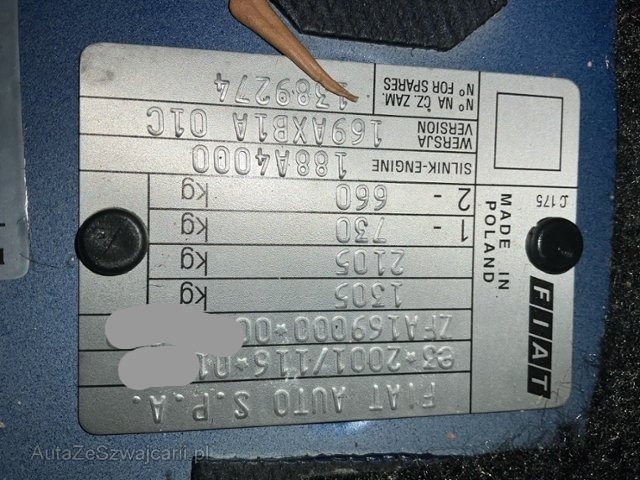 FIAT AUTO S.P.A.
e3*2001/116*01
ZFA169000*00
1305 kg
2105 kg
1 - 730 kg
2 - 660 kg
SILNIK-ENGINE 188A4000
WERSJA
VERSION 169AXB1A 01C
N° NA CZ. ZAM.
N° FOR SPARES 1389274
FIAT
MADE IN
POLAND
175
AutaZeSzwajcarii.pl